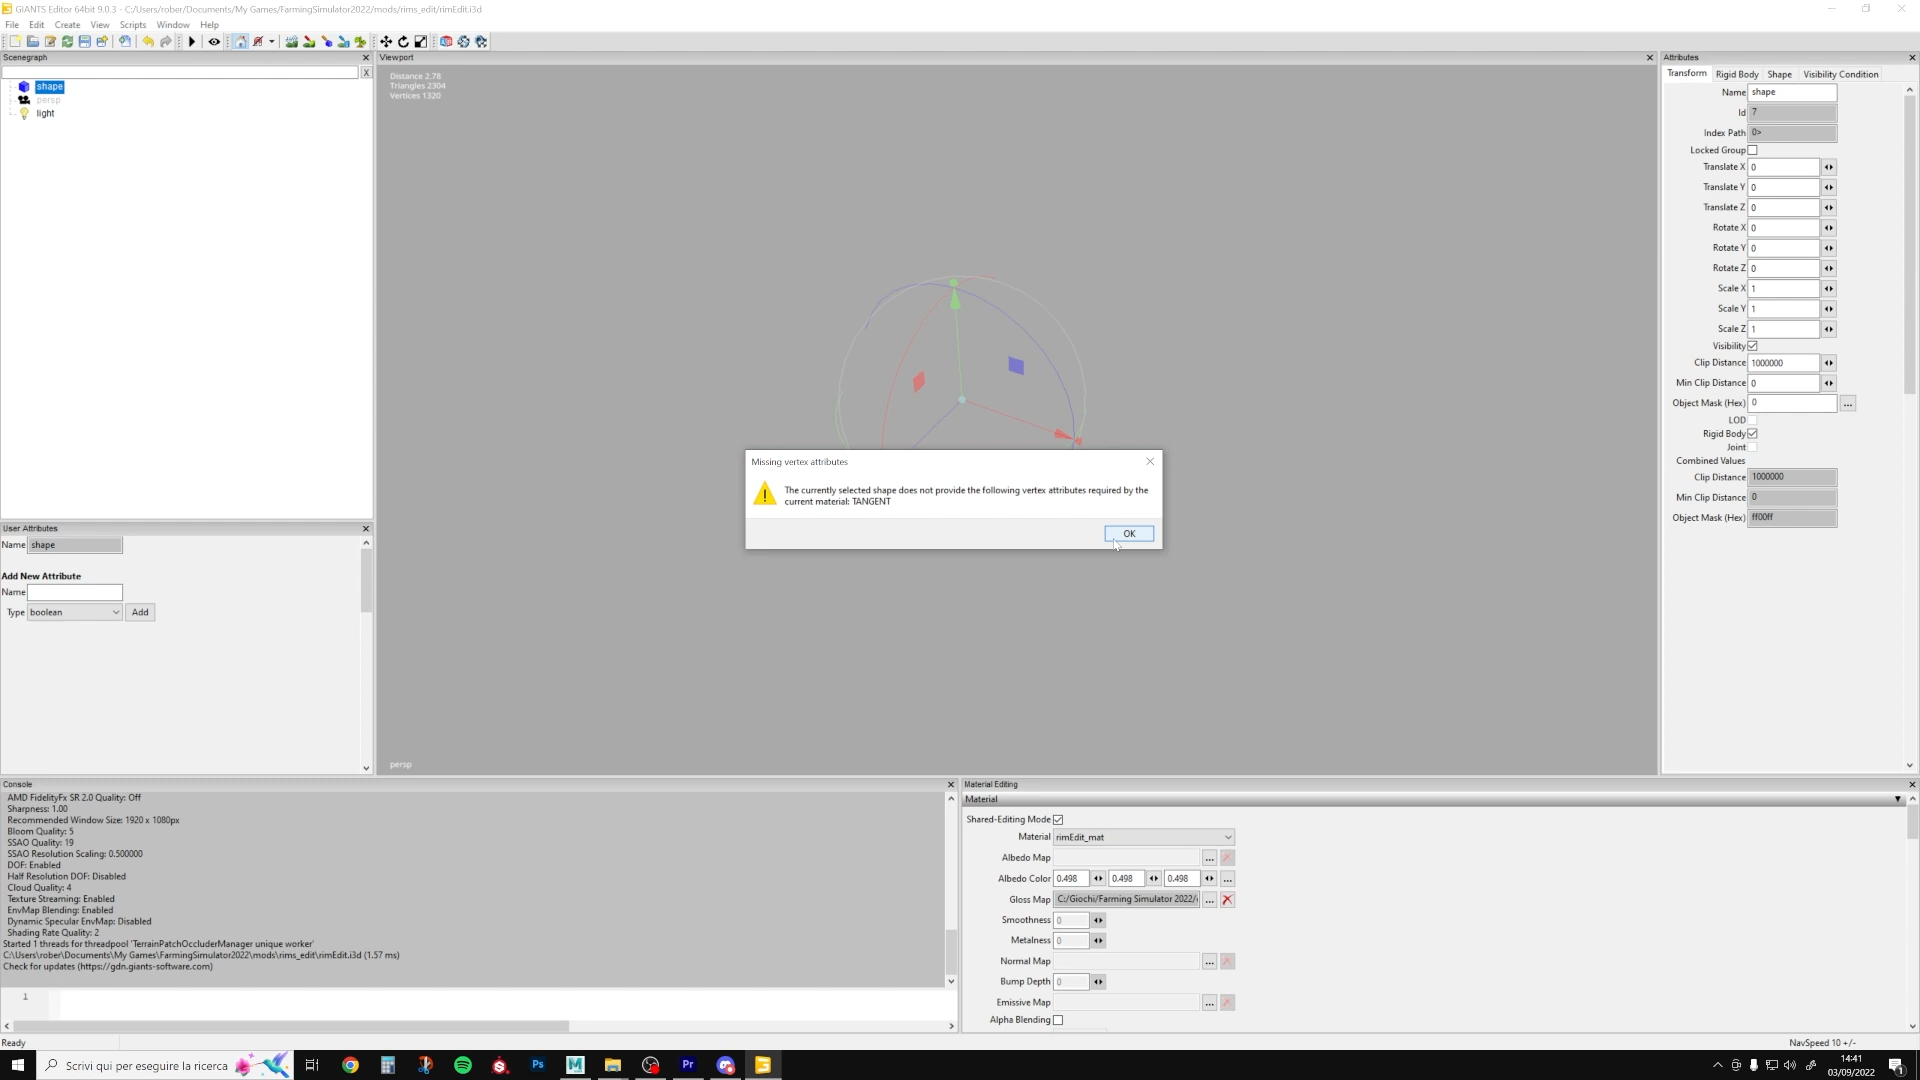 GIANTS Editor 64bit 9.0.3 - C:/Users/rober/Documents/My Games/FarmingSimulator2022/mods/rims_edit/rimEdit.i3d
File Edit Create View Scripts Window Help
Scenegraph
X
shape
persp
light
Viewport
Distance 2.78
Triangles 2304
Vertices 1320
persp
Missing vertex attributes
The currently selected shape does not provide the following vertex attributes required by the
current material: TANGENT
OK
Attributes
Transform Rigid Body Shape Visibility Condition
Name shape
Id 7
Index Path 0>
Locked Group
Translate X 0
Translate Y 0
Translate Z 0
Rotate X 0
Rotate Y 0
Rotate Z 0
Scale X 1
Scale Y 1
Scale Z 1
Visibility
Clip Distance 1000000
Min Clip Distance 0
Object Mask (Hex) 0 ...
LOD
Rigid Body
Joint
Combined Values
Clip Distance 1000000
Min Clip Distance 0
Object Mask (Hex) ff00ff
User Attributes
Name shape
Add New Attribute
Name
Type boolean Add
Console
AMD FidelityFx SR 2.0 Quality: Off
Sharpness: 1.00
Recommended Window Size: 1920 x 1080px
Bloom Quality: 5
SSAO Quality: 19
SSAO Resolution Scaling: 0.500000
DOF: Enabled
Half Resolution DOF: Disabled
Cloud Quality: 4
Texture Streaming: Enabled
EnvMap Blending: Enabled
Dynamic Specular EnvMap: Disabled
Shading Rate Quality: 2
Started 1 threads for threadpool 'TerrainPatchOccluderManager unique worker'
C:\Users\rober\Documents\My Games\FarmingSimulator2022\mods\rims_edit\rimEdit.i3d (1.57 ms)
Check for updates (https://gdn.giants-software.com)
1
Material Editing
Material
Shared-Editing Mode
Material rimEdit_mat
Albedo Map ...
Albedo Color 0.498 0.498 0.498 ...
Gloss Map C:/Giochi/Farming Simulator 2022/ ...
Smoothness 0
Metalness 0
Normal Map ...
Bump Depth 0
Emissive Map ...
Alpha Blending
Ready
NavSpeed 10 +/-
Scrivi qui per eseguire la ricerca
Ps
M
Pr
14:41
03/09/2022
1